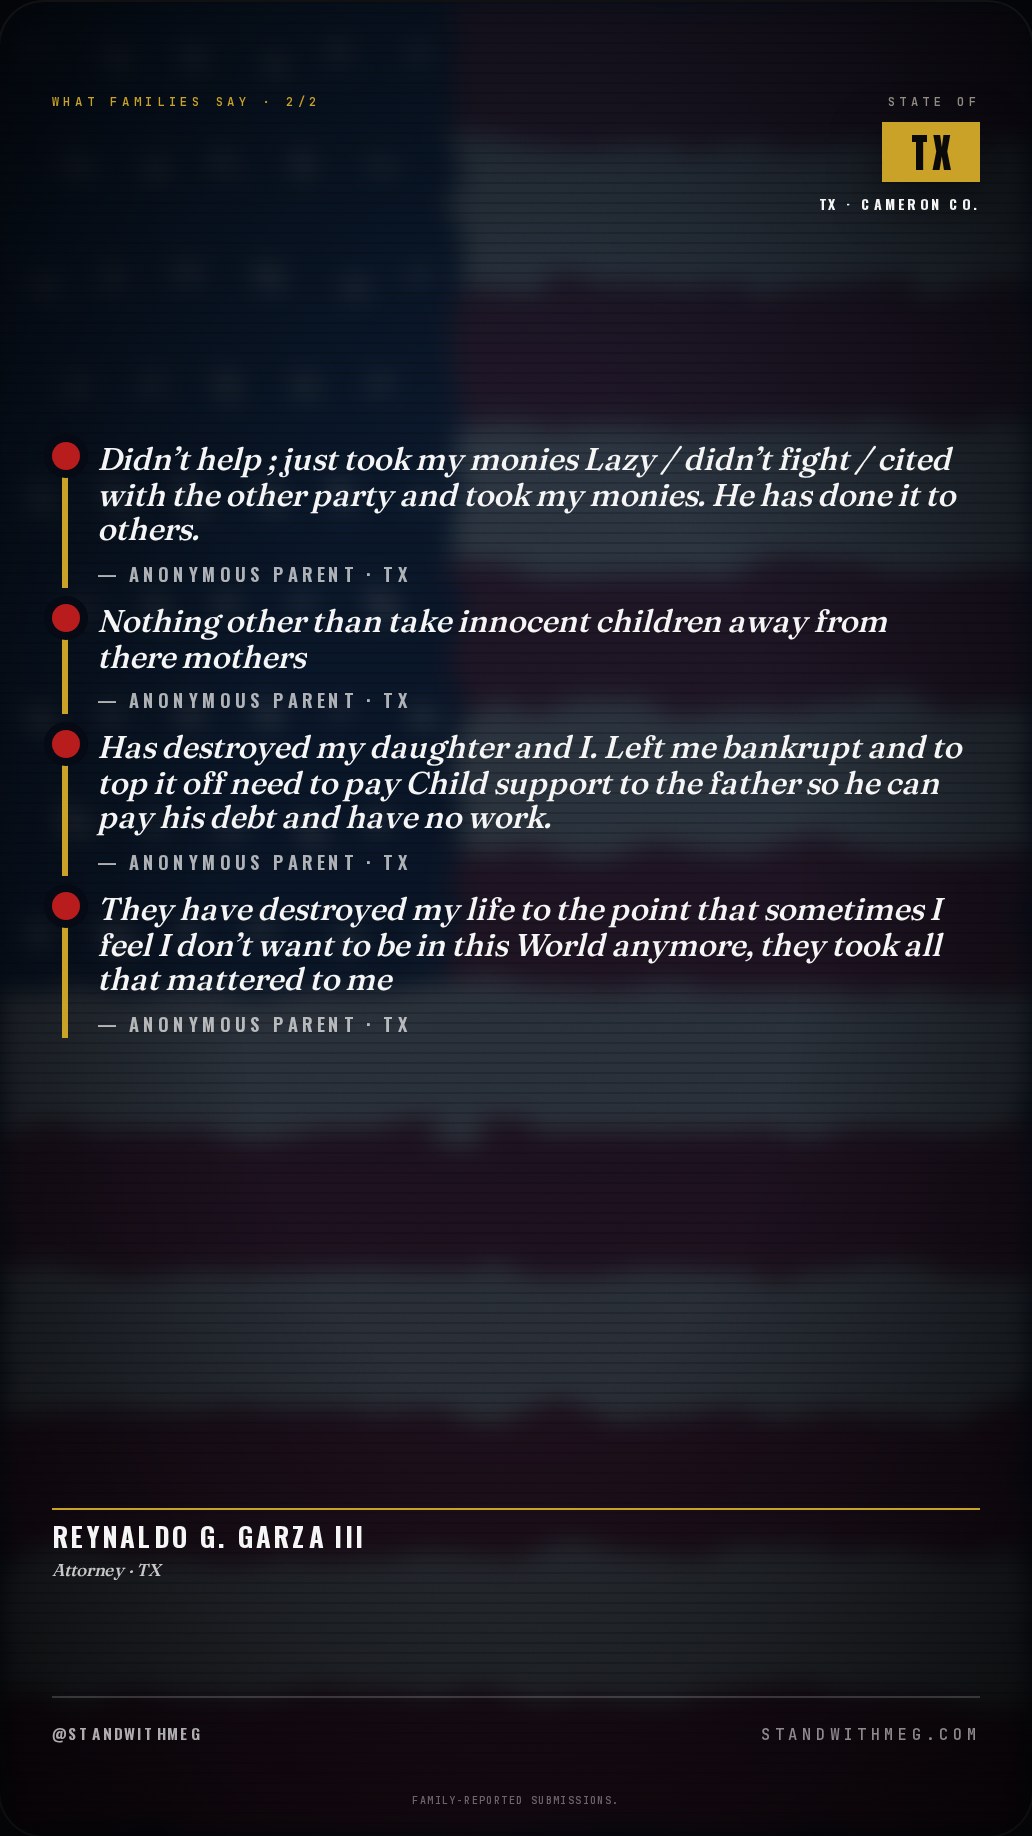 WHAT FAMILIES SAY · 2/2
STATE OF
TX
TX · CAMERON CO.
Didn’t help ; just took my monies Lazy / didn’t fight / cited
with the other party and took my monies. He has done it to
others.
— ANONYMOUS PARENT · TX
Nothing other than take innocent children away from
there mothers
— ANONYMOUS PARENT · TX
Has destroyed my daughter and I. Left me bankrupt and to
top it off need to pay Child support to the father so he can
pay his debt and have no work.
— ANONYMOUS PARENT · TX
They have destroyed my life to the point that sometimes I
feel I don’t want to be in this World anymore, they took all
that mattered to me
— ANONYMOUS PARENT · TX
REYNALDO G. GARZA III
Attorney · TX
@STANDWITHMEG
STANDWITHMEG.COM
FAMILY-REPORTED SUBMISSIONS.